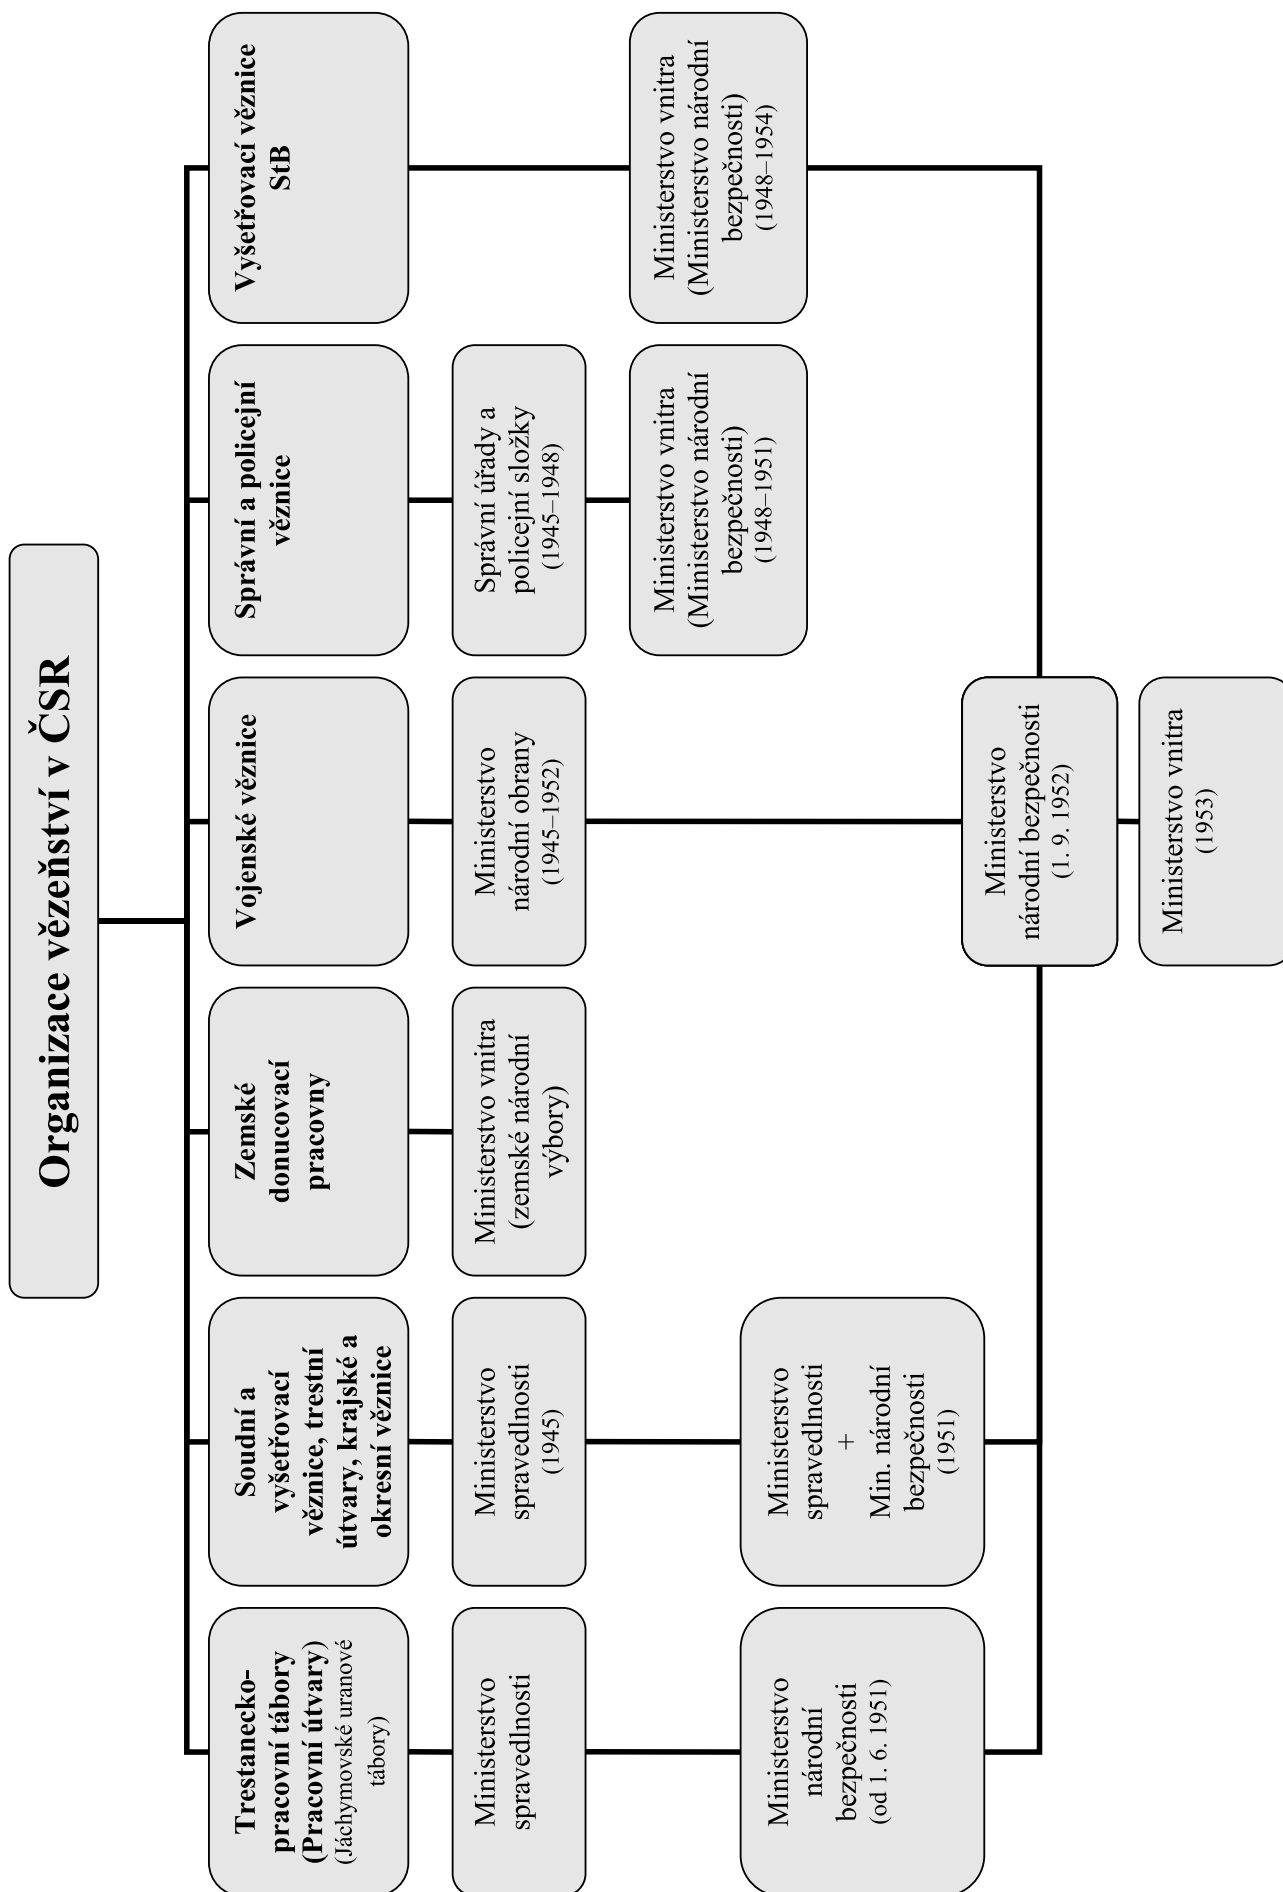 Organizace vězeňství v ČSR
Trestanecko-
pracovní tábory
(Pracovní útvary)
(Jáchymovské uranové
tábory)
Ministerstvo
spravedlnosti
Ministerstvo
národní
bezpečnosti
(od 1. 6. 1951)
Soudní a
vyšetřovací
věznice, trestní
útvary, krajské a
okresní věznice
Ministerstvo
spravedlnosti
(1945)
Ministerstvo
spravedlnosti
+
Min. národní
bezpečnosti
(1951)
Zemské
donucovací
pracovny
Ministerstvo vnitra
(zemské národní
výbory)
Vojenské věznice
Ministerstvo
národní obrany
(1945–1952)
Správní a policejní
věznice
Správní úřady a
policejní složky
(1945–1948)
Ministerstvo vnitra
(Ministerstvo národní
bezpečnosti)
(1948–1951)
Vyšetřovací věznice
StB
Ministerstvo vnitra
(Ministerstvo národní
bezpečnosti)
(1948–1954)
Ministerstvo
národní bezpečnosti
(1. 9. 1952)
Ministerstvo vnitra
(1953)